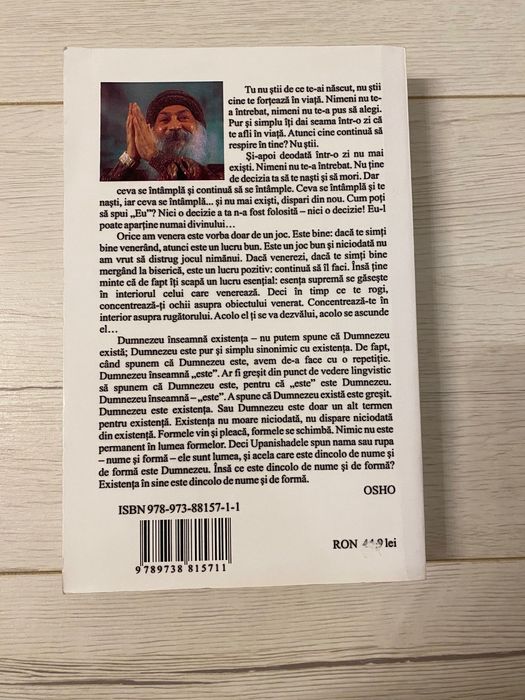 Tu nu știi de ce te-ai născut, nu știi
cine te forțează în viață. Nimeni nu te-
a întrebat, nimeni nu te-a pus să alegi.
Pur și simplu îți dai seama într-o zi că
te afli în viață. Atunci cine continuă să
respire în tine? Nu știi.
Și-apoi deodată într-o zi nu mai
exiști. Nimeni nu te-a întrebat. Nu ține
de decizia ta să te naști și să mori. Dar
ceva se întâmplă și continuă să se întâmple. Ceva se întâmplă și te
naști, iar ceva se întâmplă... și nu mai exiști, dispari din nou. Cum poți
să spui „Eu”? Nici o decizie a ta n-a fost folosită – nici o decizie! Eu-l
poate aparține numai divinului…
Orice am venera este vorba doar de un joc. Este bine: dacă te simți
bine venerând, atunci este un lucru bun. Este un joc bun și niciodată nu
am vrut să distrug jocul nimănui. Dacă venerezi, dacă te simți bine
mergând la biserică, este un lucru pozitiv: continuă să îl faci. Însă ține
minte că de fapt îți scapă un lucru esențial: esența supremă se găsește
în interiorul celui care venerează. Deci în timp ce te rogi,
concentrează-ți ochii asupra obiectului venerat. Concentrează-te în
interior asupra rugătorului. Acolo el ți se va dezvălui, acolo se ascunde
el…
Dumnezeu înseamnă existența – nu putem spune că Dumnezeu
există; Dumnezeu este pur și simplu sinonimic cu existența. De fapt,
când spunem că Dumnezeu este, avem de-a face cu o repetiție.
Dumnezeu înseamnă „este”. Ar fi greșit din punct de vedere lingvistic
să spunem că Dumnezeu este, pentru că „este” este Dumnezeu.
Dumnezeu înseamnă – „este”. A spune că Dumnezeu există este greșit.
Dumnezeu este existența. Sau Dumnezeu este doar un alt termen
pentru existență. Existența nu moare niciodată, nu dispare niciodată
din existență. Formele vin și pleacă, formele se schimbă. Nimic nu este
permanent în lumea formelor. Deci Upanishadele spun nama sau rupa
– nume și formă – ele sunt lumea, și acela care este dincolo de nume și
de formă este Dumnezeu. Însă ce este dincolo de nume și de formă?
Existența în sine este dincolo de nume și de formă.
OSHO
ISBN 978-973-88157-1-1
9 789738 815711
RON 44.9 lei